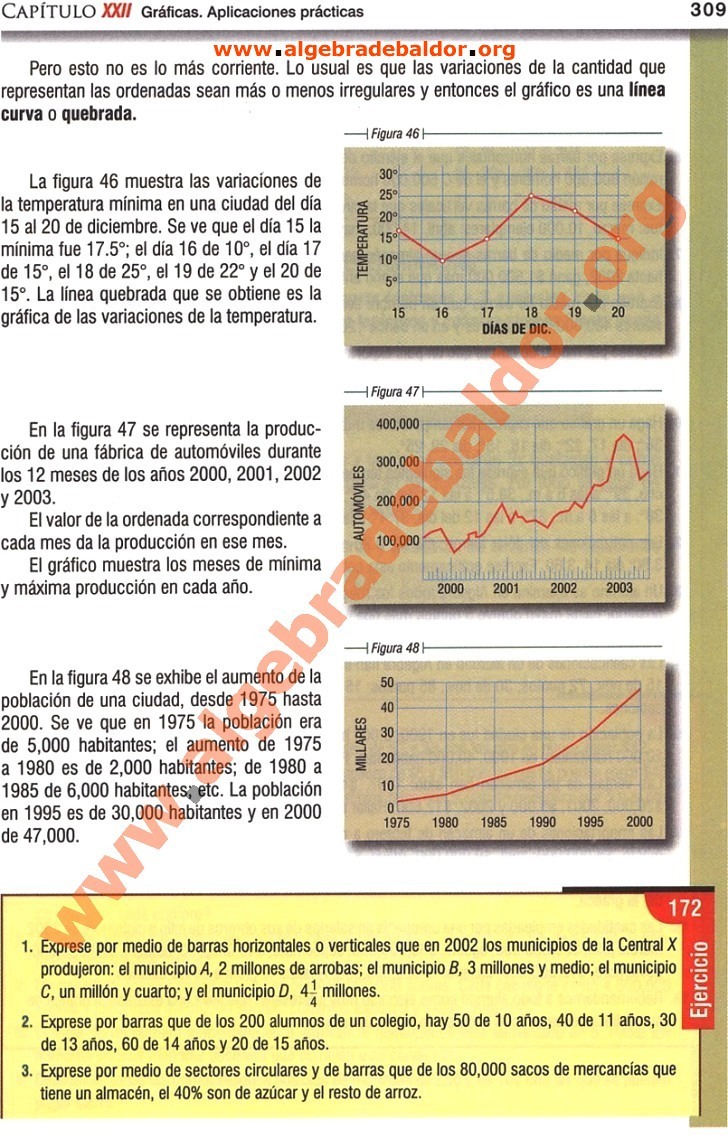 CAPÍTULO XXII Gráficas. Aplicaciones prácticas 309
www.algebradebaldor.org
Pero esto no es lo más corriente. Lo usual es que las variaciones de la cantidad que
representan las ordenadas sean más o menos irregulares y entonces el gráfico es una línea
curva o quebrada.
Figura 46
La figura 46 muestra las variaciones de
la temperatura mínima en una ciudad del día
15 al 20 de diciembre. Se ve que el día 15 la
mínima fue 17.5°; el día 16 de 10°, el día 17
de 15°, el 18 de 25°, el 19 de 22° y el 20 de
15°. La línea quebrada que se obtiene es la
gráfica de las variaciones de la temperatura.
TEMPERATURA
30°
25°
20°
15°
10°
5°
15 16 17 18 19 20
DÍAS DE DIC.
Figura 47
En la figura 47 se representa la produc-
ción de una fábrica de automóviles durante
los 12 meses de los años 2000, 2001, 2002
y 2003.
El valor de la ordenada correspondiente a
cada mes da la producción en ese mes.
El gráfico muestra los meses de mínima
y máxima producción en cada año.
AUTOMÓVILES
400,000
300,000
200,000
100,000
2000 2001 2002 2003
Figura 48
En la figura 48 se exhibe el aumento de la
población de una ciudad, desde 1975 hasta
2000. Se ve que en 1975 la población era
de 5,000 habitantes; el aumento de 1975
a 1980 es de 2,000 habitantes; de 1980 a
1985 de 6,000 habitantes, etc. La población
en 1995 es de 30,000 habitantes y en 2000
de 47,000.
MILLARES
50
40
30
20
10
0
1975 1980 1985 1990 1995 2000
www.algebradebaldor.org
172
Ejercicio
1. Exprese por medio de barras horizontales o verticales que en 2002 los municipios de la Central X
produjeron: el municipio A, 2 millones de arrobas; el municipio B, 3 millones y medio; el municipio
C, un millón y cuarto; y el municipio D, 4 1/4 millones.
2. Exprese por barras que de los 200 alumnos de un colegio, hay 50 de 10 años, 40 de 11 años, 30
de 13 años, 60 de 14 años y 20 de 15 años.
3. Exprese por medio de sectores circulares y de barras que de los 80,000 sacos de mercancías que
tiene un almacén, el 40% son de azúcar y el resto de arroz.